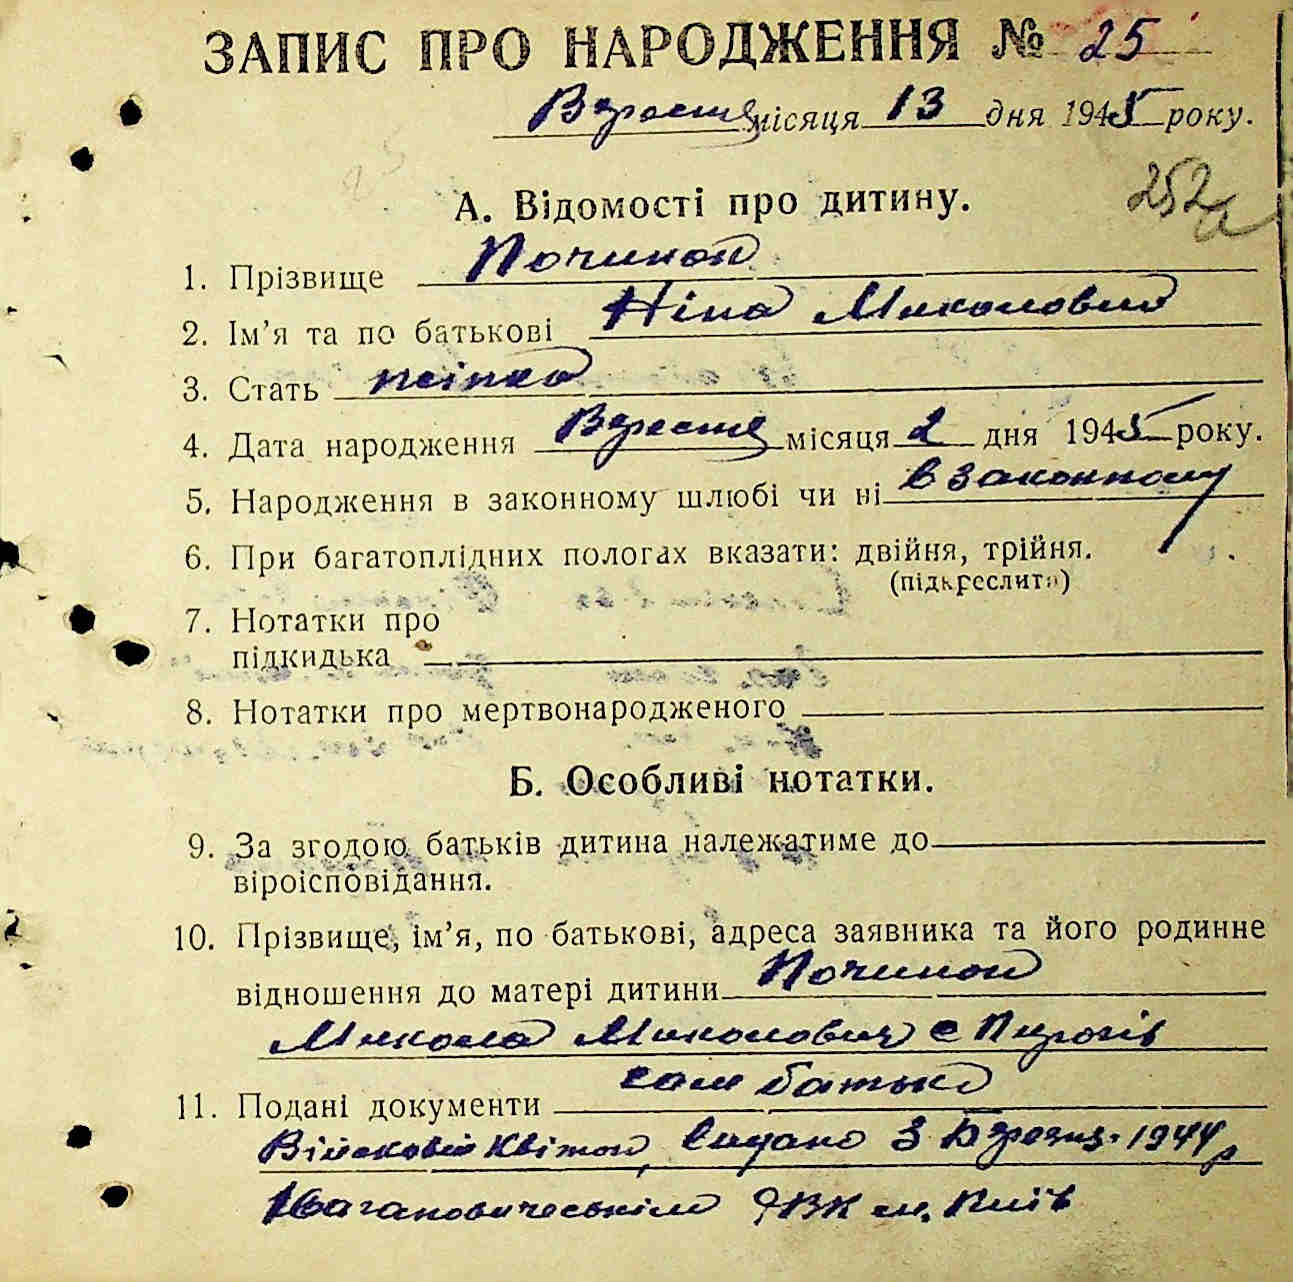 ЗАПИС ПРО НАРОДЖЕННЯ № 25
Вересня місяця 13 дня 1945 року.
252а
А. Відомості про дитину.
1. Прізвище Починок
2. Ім’я та по батькові Ніна Миколовна
3. Стать жінка
4. Дата народження Вересня місяця 2 дня 1945 року.
5. Народження в законному шлюбі чи ні в законному
6. При багатоплідних пологах вказати: двійня, трійня.
(підкреслити)
7. Нотатки про
підкидька
8. Нотатки про мертвонародженого
Б. Особливі нотатки.
9. За згодою батьків дитина належатиме до
віроісповідання.
10. Прізвище, ім’я, по батькові, адреса заявника та його родинне
відношення до матері дитини Починок
Микола Миколович с Пирогів
сам батько
11. Подані документи
Війсковій Квиток, видано 3 Березня 1944 р
Кагановичеським РВК м. Київ